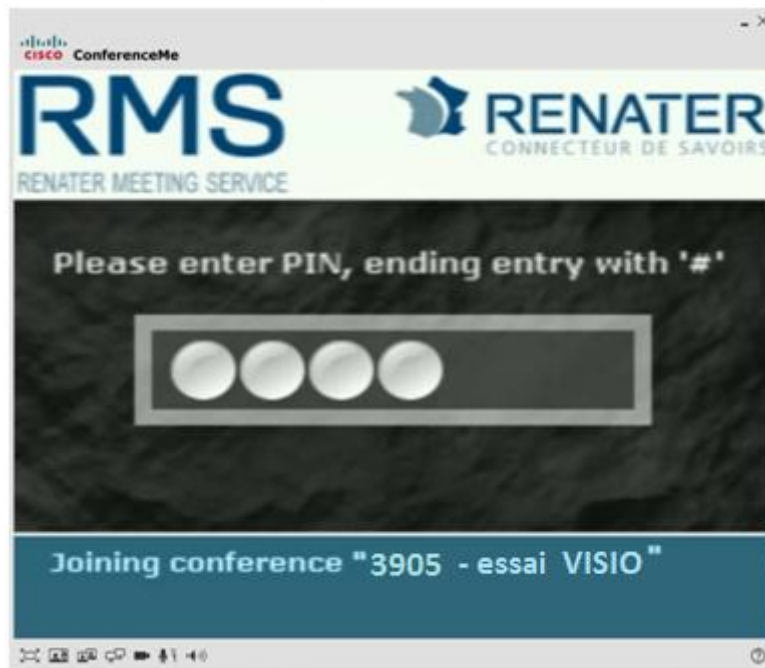 CISCO ConferenceMe
RMS
RENATER MEETING SERVICE
RENATER
CONNECTEUR DE SAVOIRS
Please enter PIN, ending entry with '#'
Joining conference "3905 - essai VISIO"